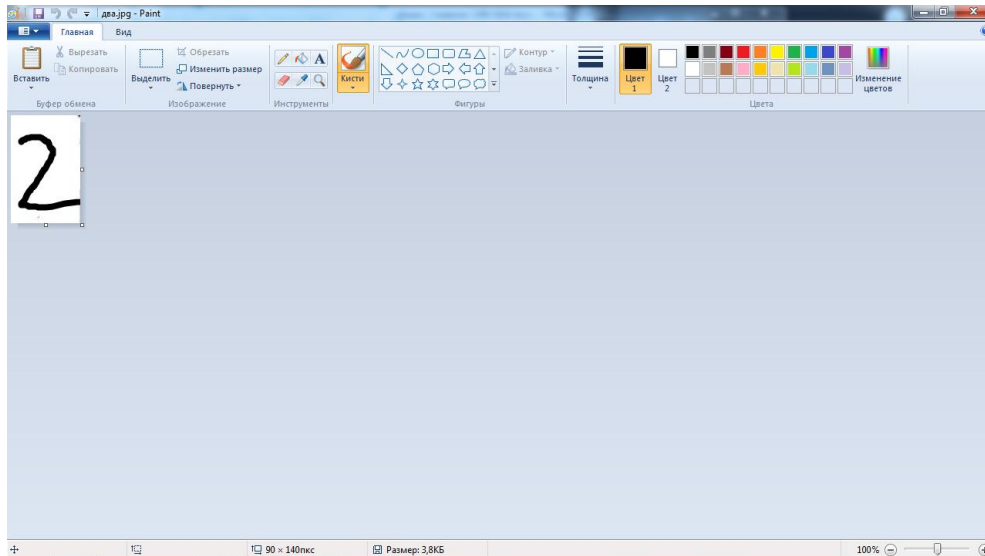 два.jpg - Paint
Главная Вид
Вставить
Вырезать
Копировать
Буфер обмена
Выделить
Обрезать
Изменить размер
Повернуть
Изображение
A
Инструменты
Кисти
Контур
Заливка
Фигуры
Толщина
Цвет 1
Цвет 2
Изменение цветов
Цвета
2
90 × 140пкс
Размер: 3,8КБ
100%